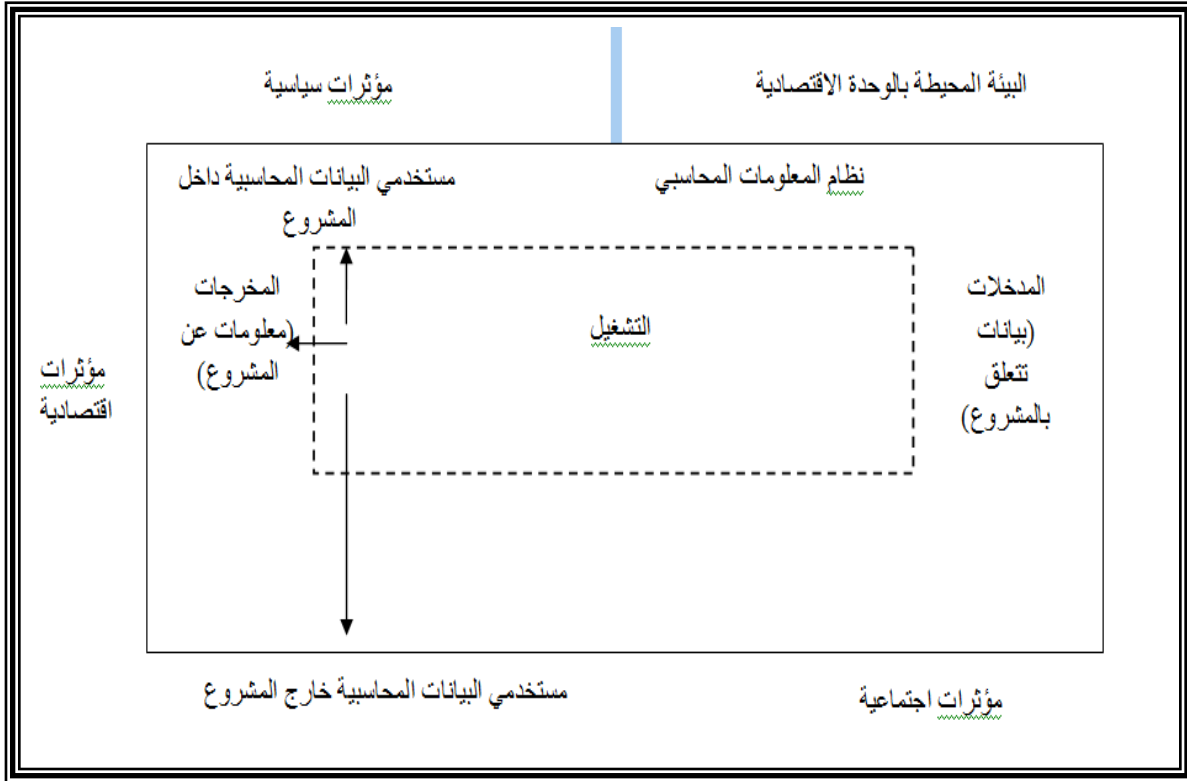 البيئة المحيطة بالوحدة الاقتصادية
مؤثرات سياسية
نظام المعلومات المحاسبي
مستخدمي البيانات المحاسبية داخل
المشروع
المدخلات
(بيانات
تتعلق
بالمشروع)
التشغيل
المخرجات
(معلومات عن
المشروع)
مؤثرات
اقتصادية
مؤثرات اجتماعية
مستخدمي البيانات المحاسبية خارج المشروع